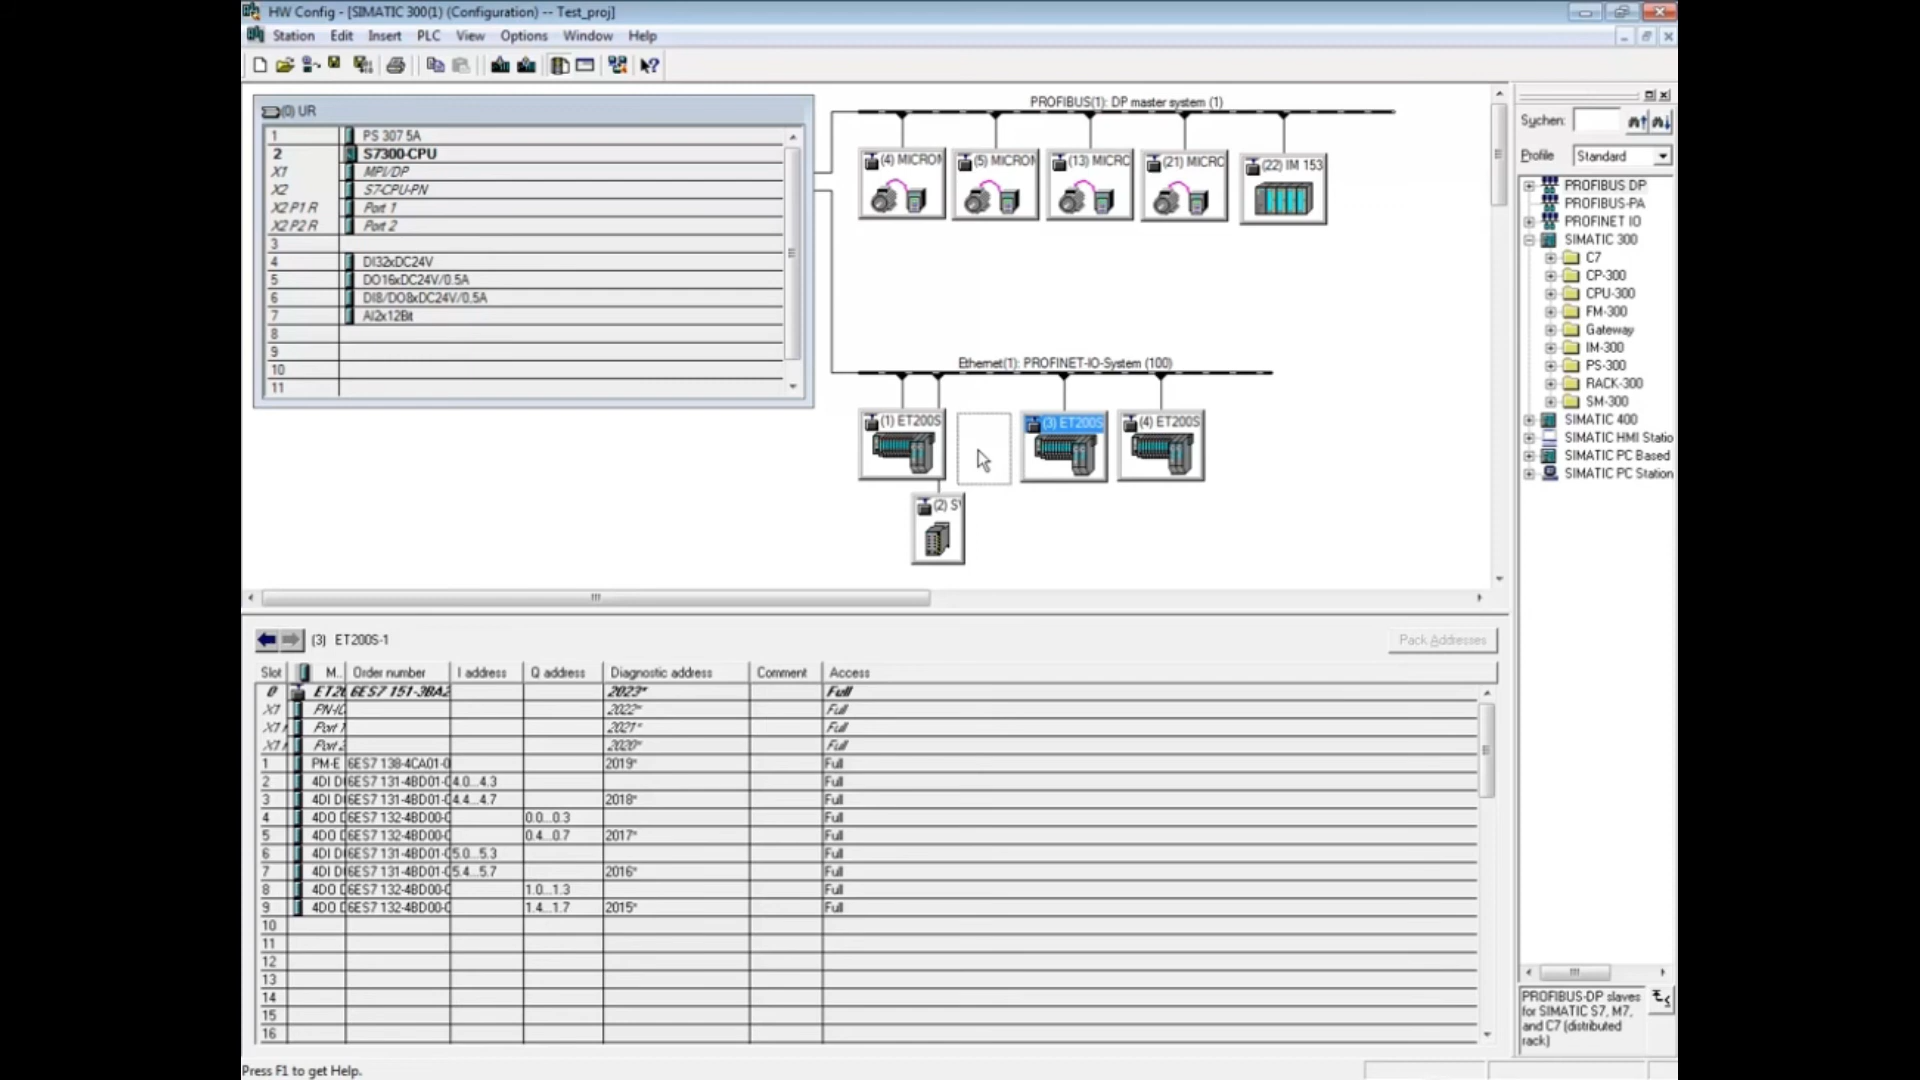 HW Config - [SIMATIC 300(1) (Configuration) -- Test_proj]
Station Edit Insert PLC View Options Window Help
(0) UR
1 PS 307 5A
2 S7300-CPU
X1 MPI/DP
X2 S7-CPU-PN
X2 P1 R Port 1
X2 P2 R Port 2
3
4 DI32xDC24V
5 DO16xDC24V/0.5A
6 DI8/DO8xDC24V/0.5A
7 AI2x12Bit
8
9
10
11
PROFIBUS(1): DP master system (1)
(4) MICROM (5) MICROM (13) MICRO (21) MICRO (22) IM 153
Ethernet(1): PROFINET-IO-System (100)
(1) ET200S (3) ET200S (4) ET200S
(2) S
Suchen:
Profile Standard
PROFIBUS DP
PROFIBUS-PA
PROFINET IO
SIMATIC 300
C7
CP-300
CPU-300
FM-300
Gateway
IM-300
PS-300
RACK-300
SM-300
SIMATIC 400
SIMATIC HMI Statio
SIMATIC PC Based
SIMATIC PC Station
PROFIBUS-DP slaves
for SIMATIC S7, M7,
and C7 (distributed
rack)
(3) ET200S-1
Pack Addresses
Slot M.. Order number I address Q address Diagnostic address Comment Access
0 ET20 6ES7 151-3BA2 2023* Full
X1 PN-IO 2022* Full
X1 Port 1 2021* Full
X1 Port 2 2020* Full
1 PM-E 6ES7 138-4CA01-0 2019* Full
2 4DI D 6ES7 131-4BD01-0 4.0...4.3 Full
3 4DI D 6ES7 131-4BD01-0 4.4...4.7 2018* Full
4 4DO D 6ES7 132-4BD00-0 0.0...0.3 Full
5 4DO D 6ES7 132-4BD00-0 0.4...0.7 2017* Full
6 4DI D 6ES7 131-4BD01-0 5.0...5.3 Full
7 4DI D 6ES7 131-4BD01-0 5.4...5.7 2016* Full
8 4DO D 6ES7 132-4BD00-0 1.0...1.3 Full
9 4DO D 6ES7 132-4BD00-0 1.4...1.7 2015* Full
10
11
12
13
14
15
16
Press F1 to get Help.